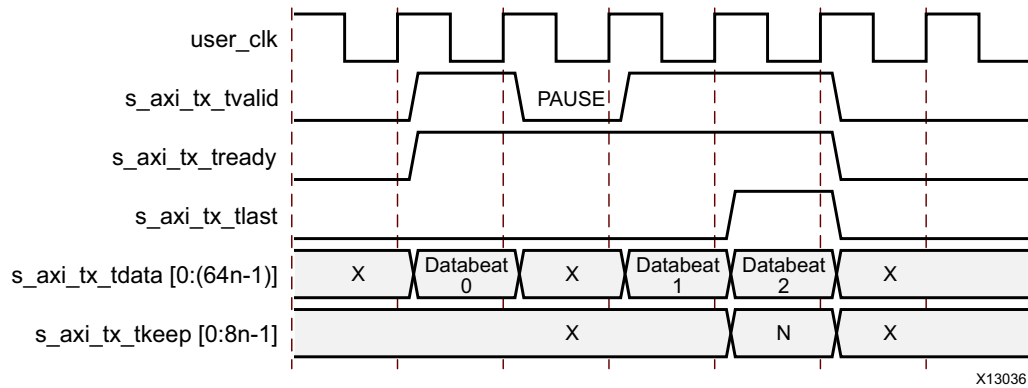 user_clk
s_axi_tx_tvalid
PAUSE
s_axi_tx_tready
s_axi_tx_tlast
s_axi_tx_tdata [0:(64n-1)]
X
Databeat
0
X
Databeat
1
Databeat
2
X
s_axi_tx_tkeep [0:8n-1]
X
N
X
X13036